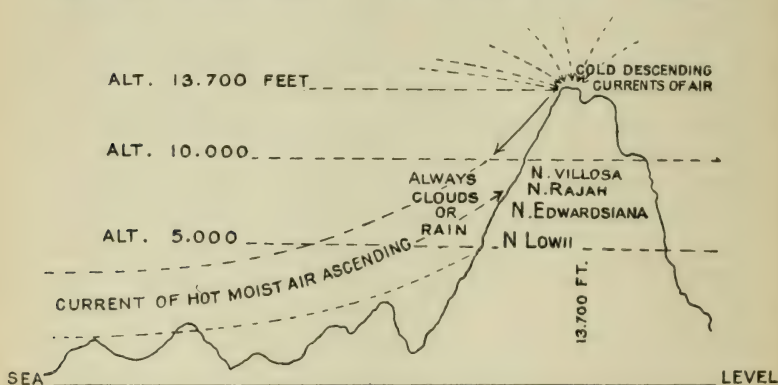 ALT. 13.700 FEET
COLD DESCENDING
CURRENTS OF AIR
ALT. 10.000
ALWAYS
CLOUDS
OR
RAIN
N. VILLOSA
N. RAJAH
N. EDWARDSIANA
ALT. 5.000
N LOWII
CURRENT OF HOT MOIST AIR ASCENDING
13.700 FT.
SEA
LEVEL